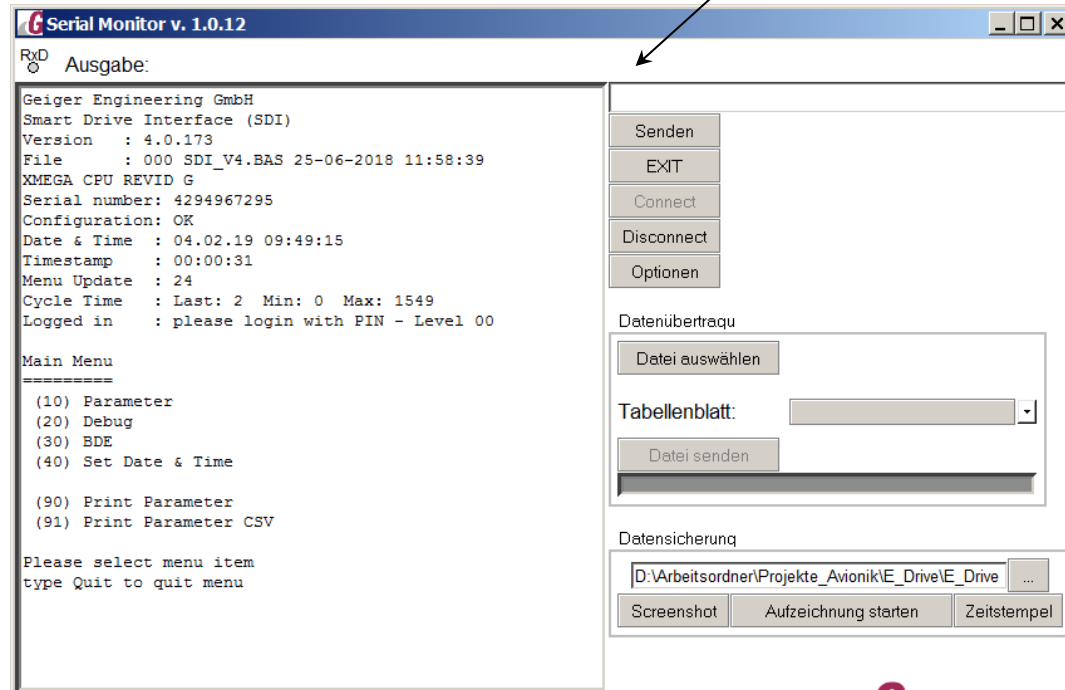 Serial Monitor v. 1.0.12
RxD Ausgabe:
Geiger Engineering GmbH
Smart Drive Interface (SDI)
Version : 4.0.173
File : 000 SDI_V4.BAS 25-06-2018 11:58:39
XMEGA CPU REVID G
Serial number: 4294967295
Configuration: OK
Date & Time : 04.02.19 09:49:15
Timestamp : 00:00:31
Menu Update : 24
Cycle Time : Last: 2 Min: 0 Max: 1549
Logged in : please login with PIN - Level 00
Main Menu
=========
(10) Parameter
(20) Debug
(30) BDE
(40) Set Date & Time
(90) Print Parameter
(91) Print Parameter CSV
Please select menu item
type Quit to quit menu
Senden
EXIT
Connect
Disconnect
Optionen
Datenübertragu
Datei auswählen
Tabellenblatt:
Datei senden
Datensicherung
D:\Arbeitsordner\Projekte_Avionik\E_Drive\E_Drive ...
Screenshot Aufzeichnung starten Zeitstempel